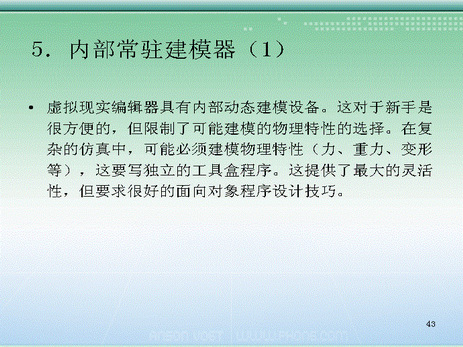 5．内部常驻建模器（1）
• 虚拟现实编辑器具有内部动态建模设备。这对于新手是
很方便的，但限制了可能建模的物理特性的选择。在复
杂的仿真中，可能必须建模物理特性（力、重力、变形
等），这要写独立的工具盒程序。这提供了最大的灵活
性，但要求很好的面向对象程序设计技巧。
43